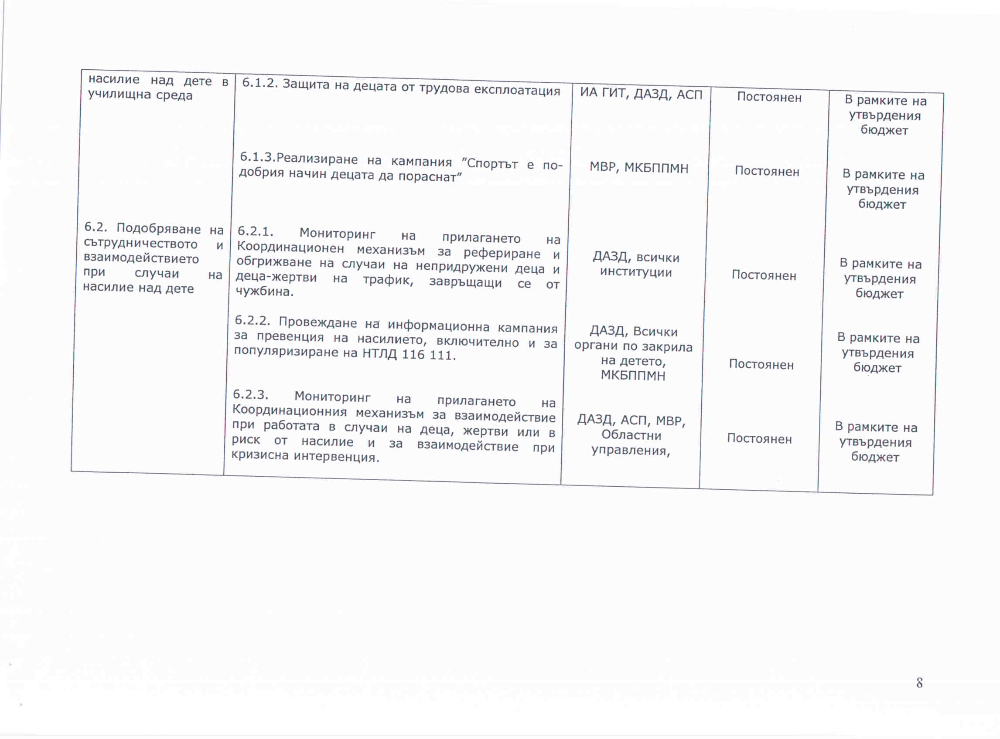 насилие над дете в
училищна среда
6.1.2. Защита на децата от трудова експлоатация
ИА ГИТ, ДАЗД, АСП
Постоянен
В рамките на
утвърдения
бюджет
6.1.3.Реализиране на кампания "Спортът е по-
добрия начин децата да пораснат"
МВР, МКБППМН
Постоянен
В рамките на
утвърдения
бюджет
6.2. Подобряване на
сътрудничеството и
взаимодействието
при случаи на
насилие над дете
6.2.1. Мониторинг на прилагането на
Координационен механизъм за рефериране и
обгрижване на случаи на непридружени деца и
деца-жертви на трафик, завръщащи се от
чужбина.
ДАЗД, всички
институции
Постоянен
В рамките на
утвърдения
бюджет
6.2.2. Провеждане на информационна кампания
за превенция на насилието, включително и за
популяризиране на НТЛД 116 111.
ДАЗД, Всички
органи по закрила
на детето,
МКБППМН
Постоянен
В рамките на
утвърдения
бюджет
6.2.3. Мониторинг на прилагането на
Координационния механизъм за взаимодействие
при работата в случаи на деца, жертви или в
риск от насилие и за взаимодействие при
кризисна интервенция.
ДАЗД, АСП, МВР,
Областни
управления,
Постоянен
В рамките на
утвърдения
бюджет
8